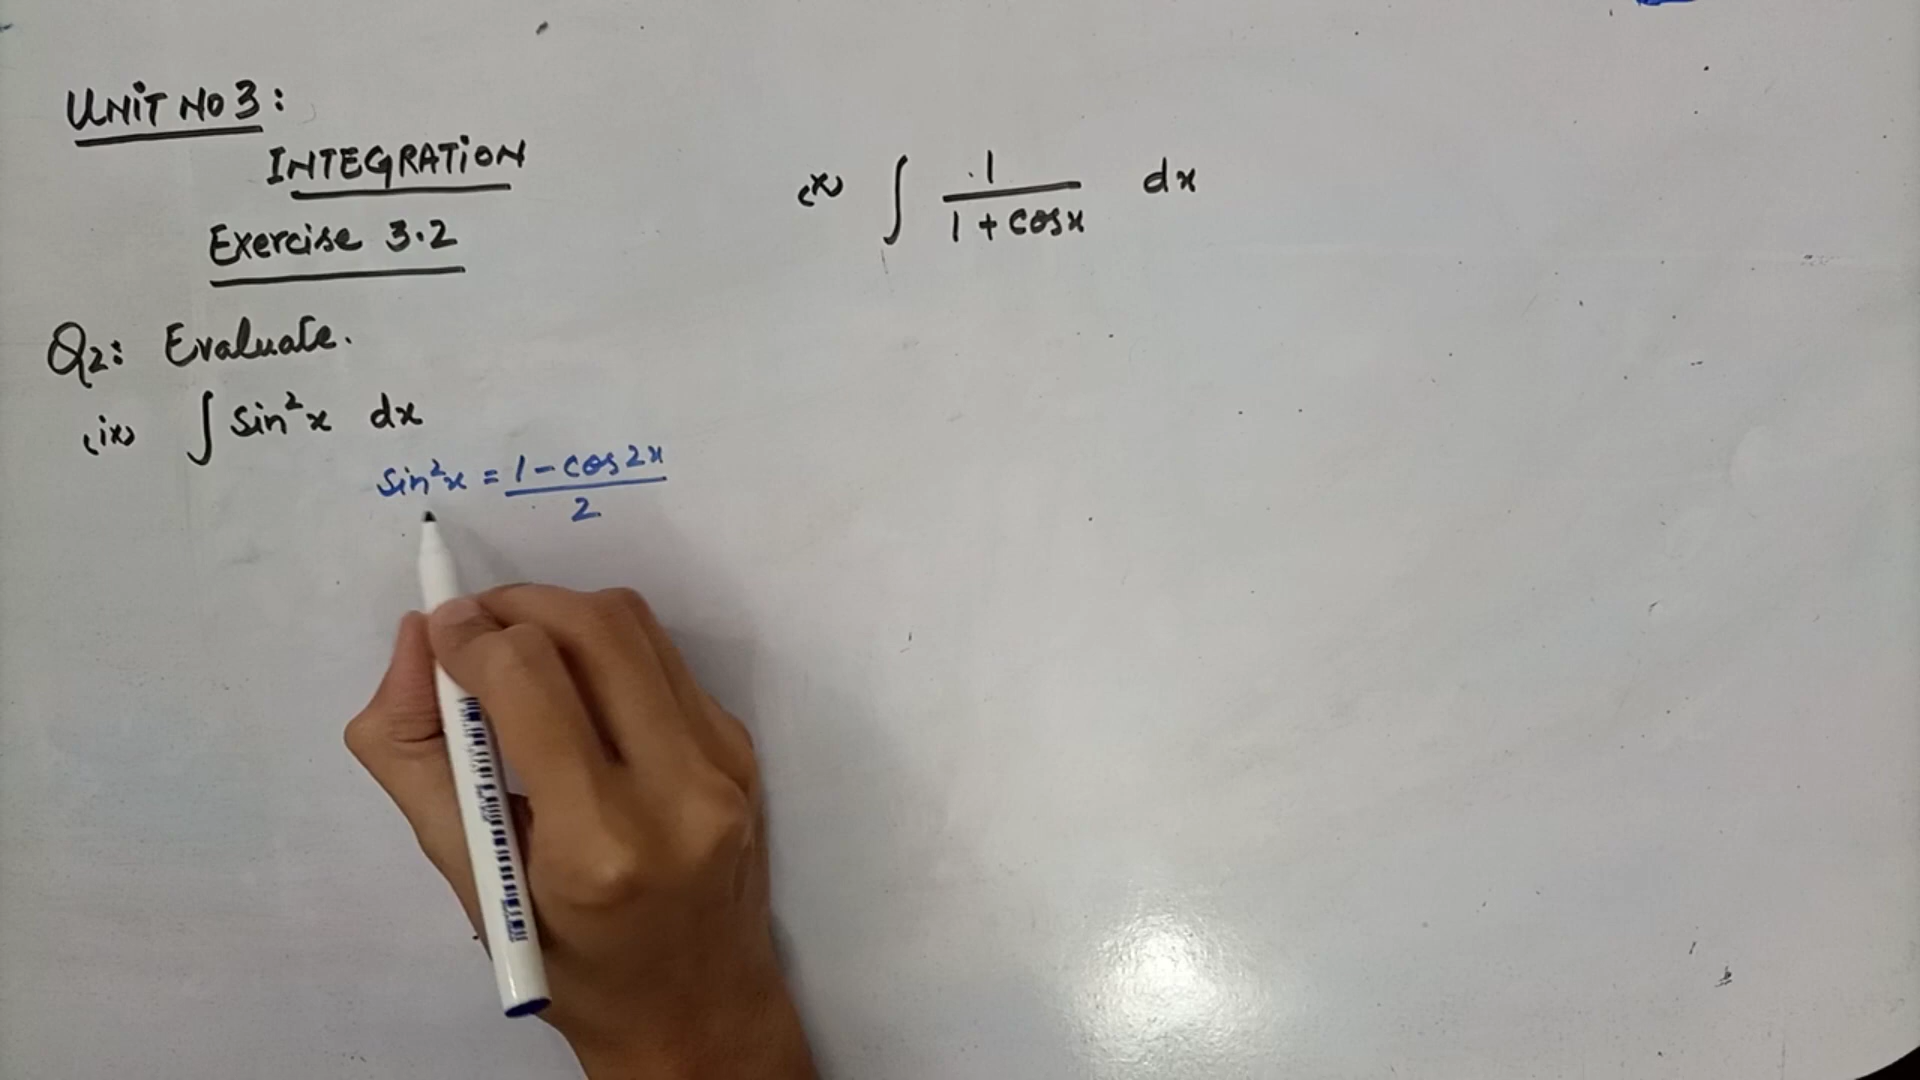 UNIT NO 3:
INTEGRATION
Exercise 3.2
Q2: Evaluate.
(ix) ∫ Sin²x dx
Sin²x = 1 - cos2x / 2
(x) ∫ 1 / 1 + cosx dx